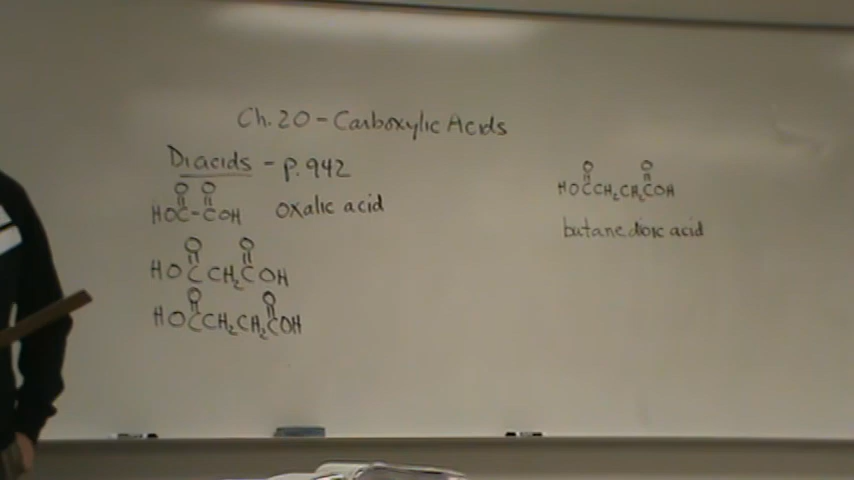 Ch. 20 - Carboxylic Acids
Diacids - p. 942
O O
HOC-COH oxalic acid
O O
HOCCH₂COH
O O
HOCCH₂CH₂COH
O O
HOCCH₂CH₂COH
butanedioic acid